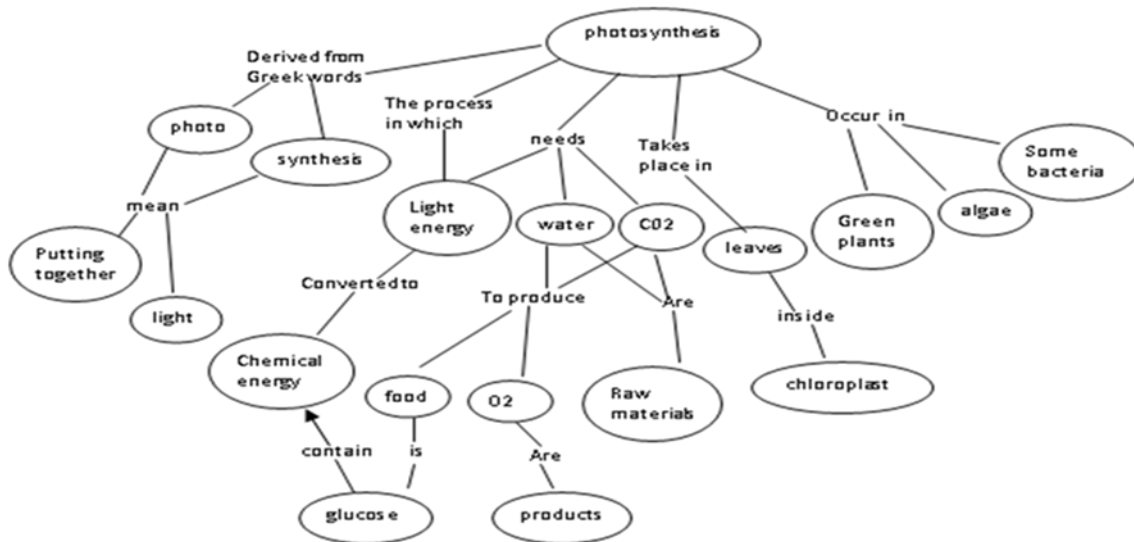 photosynthesis
Derived from
Greek words
The process
in which
needs
Takes
place in
Occur in
photo
synthesis
Some
bacteria
mean
Light
energy
water
C02
leaves
Green
plants
algae
Putting
together
light
Converted to
To produce
Are
inside
Chemical
energy
food
O2
Raw
materials
chloroplast
contain
is
Are
glucose
products